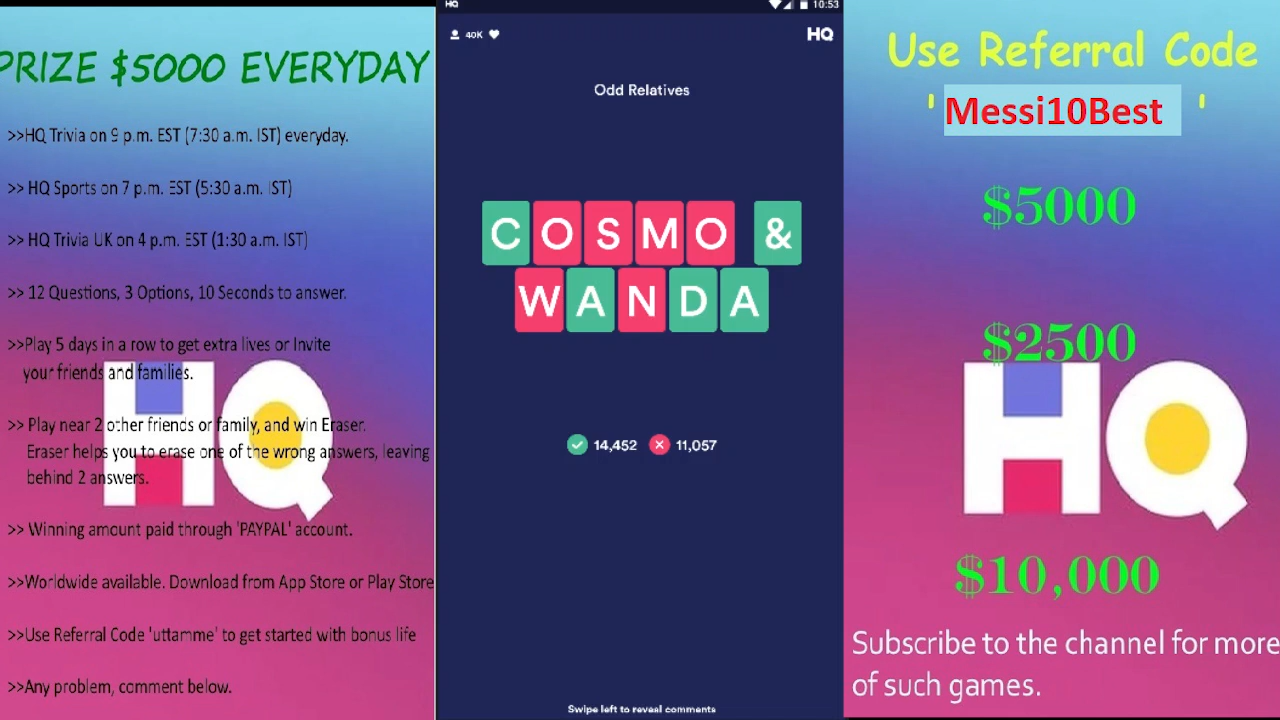 PRIZE $5000 EVERYDAY
>>HQ Trivia on 9 p.m. EST (7:30 a.m. IST) everyday.
>> HQ Sports on 7 p.m. EST (5:30 a.m. IST)
>> HQ Trivia UK on 4 p.m. EST (1:30 a.m. IST)
>> 12 Questions, 3 Options, 10 Seconds to answer.
>>Play 5 days in a row to get extra lives or Invite
your friends and families.
>> Play near 2 other friends or family, and win Eraser.
Eraser helps you to erase one of the wrong answers, leaving
behind 2 answers.
HQ
>> Winning amount paid through 'PAYPAL' account.
>>Worldwide available. Download from App Store or Play Store
>>Use Referral Code 'uttamme' to get started with bonus life
>>Any problem, comment below.
HQ 10:53
40K HQ
Odd Relatives
COSMO &
WANDA
14,452 11,057
Swipe left to reveal comments
Use Referral Code
' Messi10Best '
$5000
$2500
HQ
$10,000
Subscribe to the channel for more
of such games.